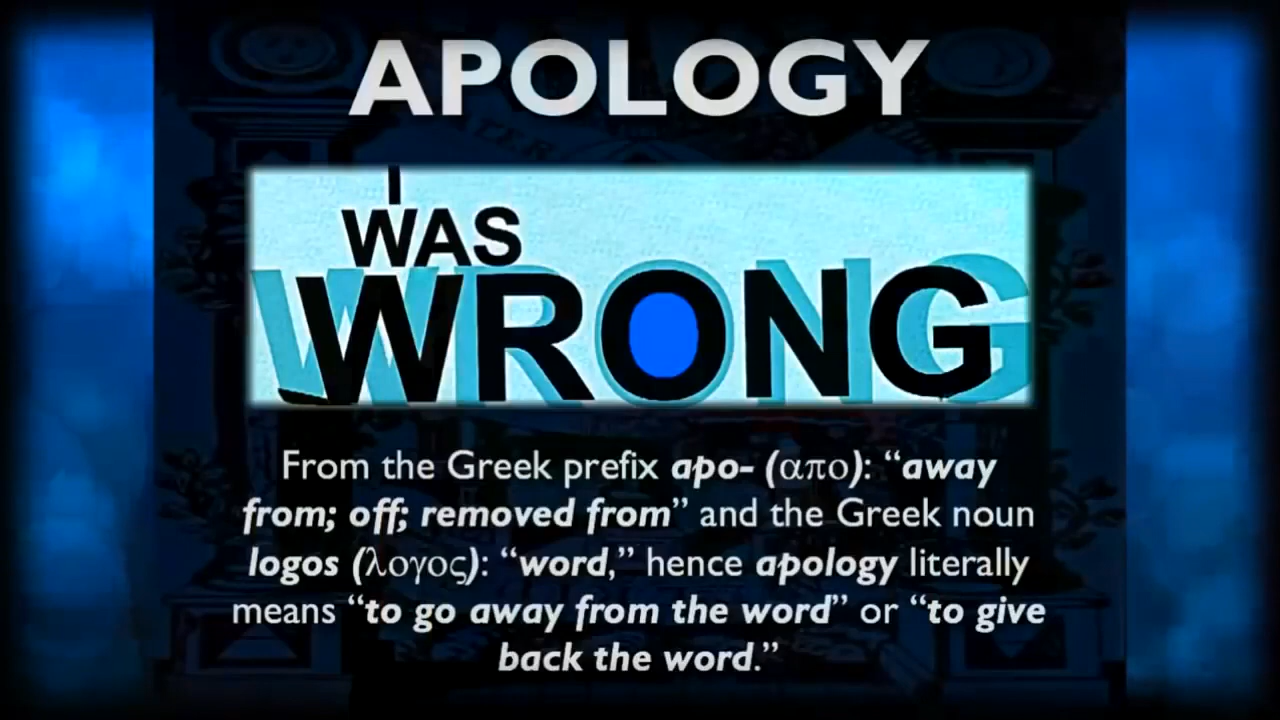 APOLOGY
I
WAS
WRONG
From the Greek prefix apo- (απο): “away
from; off; removed from” and the Greek noun
logos (λογος): “word,” hence apology literally
means “to go away from the word” or “to give
back the word.”